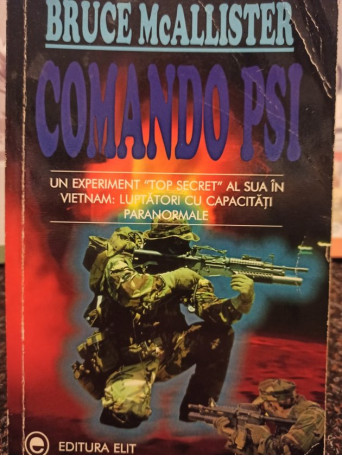 BRUCE McALLISTER
COMANDO PSI
UN EXPERIMENT "TOP SECRET" AL SUA ÎN
VIETNAM: LUPTĂTORI CU CAPACITĂȚI
PARANORMALE
e EDITURA ELIT